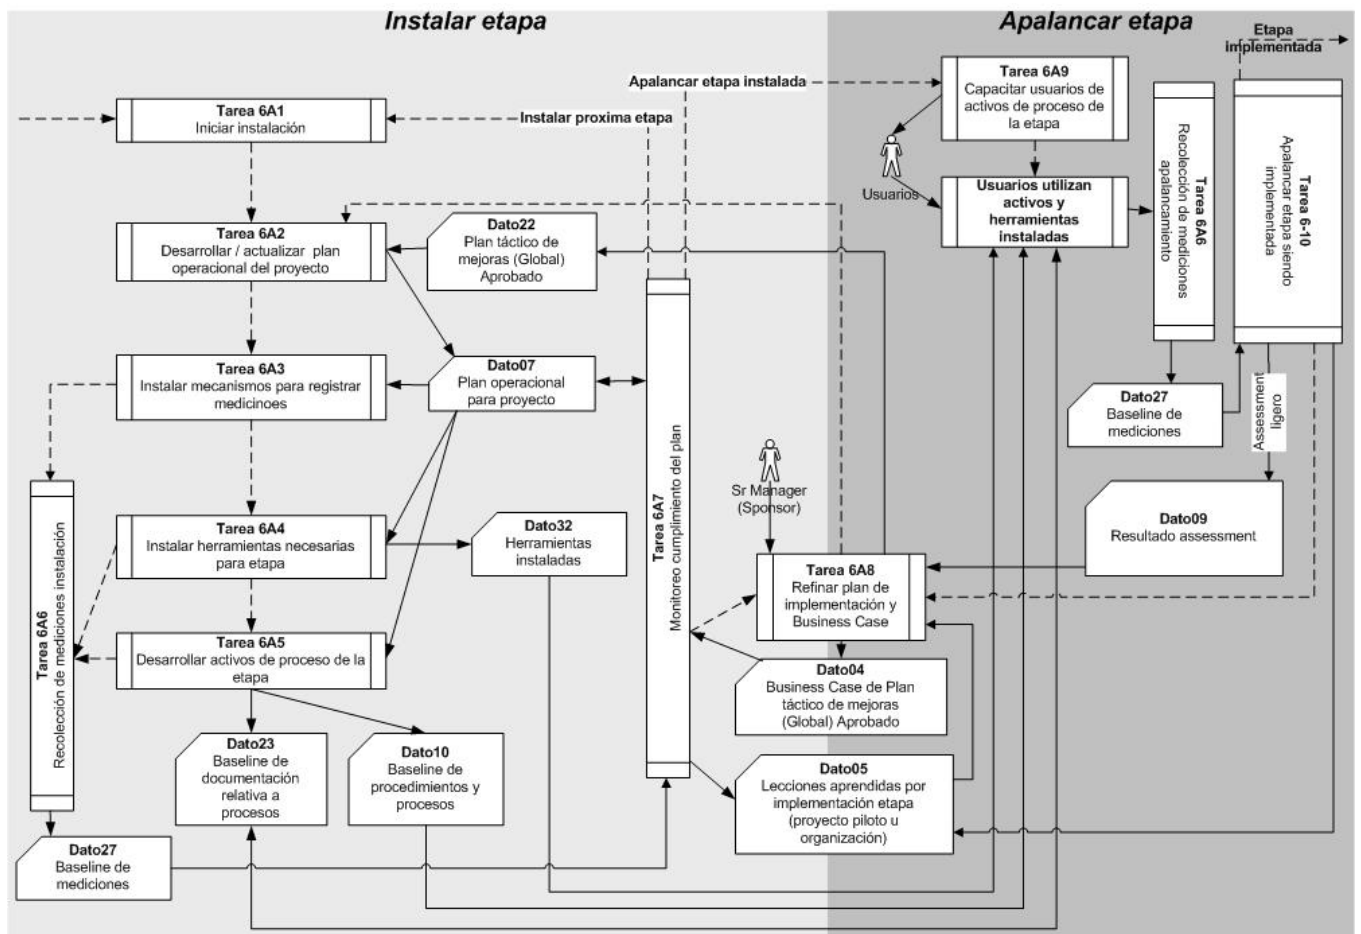 Instalar etapa
Apalancar etapa
Etapa
implementada
Apalancar etapa instalada
Instalar proxima etapa
Tarea 6A1
Iniciar instalación
Tarea 6A2
Desarrollar / actualizar plan
operacional del proyecto
Dato22
Plan táctico de
mejoras (Global)
Aprobado
Tarea 6A3
Instalar mecanismos para registrar
medicinoes
Dato07
Plan operacional
para proyecto
Tarea 6A4
Instalar herramientas necesarias
para etapa
Dato32
Herramientas
instaladas
Tarea 6A5
Desarrollar activos de proceso de la
etapa
Tarea 6A6
Recolección de mediciones instalación
Dato23
Baseline de
documentación
relativa a
procesos
Dato10
Baseline de
procedimientos y
procesos
Dato27
Baseline de
mediciones
Tarea 6A7
Monitoreo cumplimiento del plan
Sr Manager
(Sponsor)
Tarea 6A8
Refinar plan de
implementación y
Business Case
Dato04
Business Case de Plan
táctico de mejoras
(Global) Aprobado
Dato05
Lecciones aprendidas por
implementación etapa
(proyecto piloto u
organización)
Tarea 6A9
Capacitar usuarios de
activos de proceso de
la etapa
Usuarios
Usuarios utilizan
activos y
herramientas
instaladas
Tarea 6A6
Recolección de mediciones
apalancamiento
Tarea 6-10
Apalancar etapa siendo
implementada
Dato27
Baseline de
mediciones
Assessment
ligero
Dato09
Resultado assessment